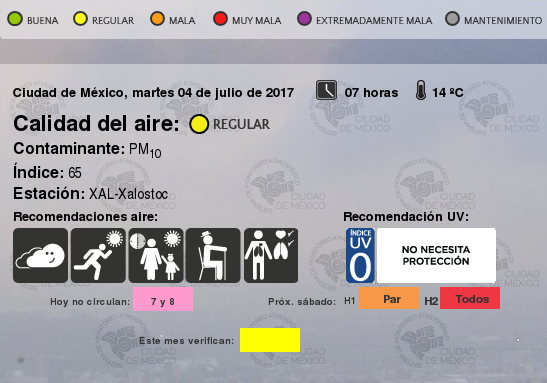 BUENA REGULAR MALA MUY MALA EXTREMADAMENTE MALA MANTENIMIENTO
Ciudad de México, martes 04 de julio de 2017 07 horas 14 ºC
Calidad del aire: REGULAR
Contaminante: PM10
Índice: 65
Estación: XAL-Xalostoc
Recomendaciones aire: Recomendación UV:
ÍNDICE
UV
0
NO NECESITA
PROTECCIÓN
Hoy no circulan: 7 y 8 Próx. sábado: H1 Par H2 Todos
Este mes verifican: